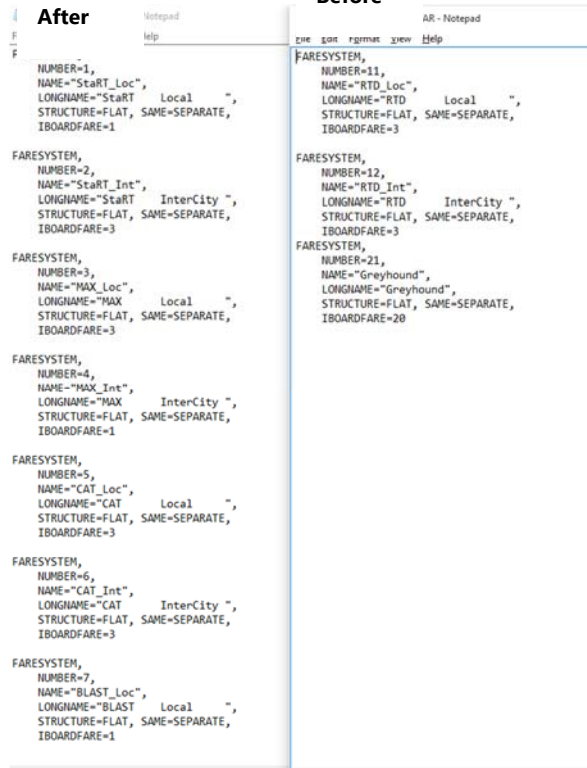 After
Notepad
Help
F
NUMBER=1,
NAME="StaRT_Loc",
LONGNAME="StaRT    Local    ",
STRUCTURE=FLAT, SAME=SEPARATE,
IBOARDFARE=1
FARESYSTEM,
NUMBER=2,
NAME="StaRT_Int",
LONGNAME="StaRT    InterCity ",
STRUCTURE=FLAT, SAME=SEPARATE,
IBOARDFARE=3
FARESYSTEM,
NUMBER=3,
NAME="MAX_Loc",
LONGNAME="MAX      Local    ",
STRUCTURE=FLAT, SAME=SEPARATE,
IBOARDFARE=3
FARESYSTEM,
NUMBER=4,
NAME="MAX_Int",
LONGNAME="MAX      InterCity ",
STRUCTURE=FLAT, SAME=SEPARATE,
IBOARDFARE=1
FARESYSTEM,
NUMBER=5,
NAME="CAT_Loc",
LONGNAME="CAT      Local    ",
STRUCTURE=FLAT, SAME=SEPARATE,
IBOARDFARE=3
FARESYSTEM,
NUMBER=6,
NAME="CAT_Int",
LONGNAME="CAT      InterCity ",
STRUCTURE=FLAT, SAME=SEPARATE,
IBOARDFARE=3
FARESYSTEM,
NUMBER=7,
NAME="BLAST_Loc",
LONGNAME="BLAST    Local    ",
STRUCTURE=FLAT, SAME=SEPARATE,
IBOARDFARE=1
Before
AR - Notepad
File Edit Format View Help
FARESYSTEM,
NUMBER=11,
NAME="RTD_Loc",
LONGNAME="RTD      Local    ",
STRUCTURE=FLAT, SAME=SEPARATE,
IBOARDFARE=3
FARESYSTEM,
NUMBER=12,
NAME="RTD_Int",
LONGNAME="RTD      InterCity ",
STRUCTURE=FLAT, SAME=SEPARATE,
IBOARDFARE=3
FARESYSTEM,
NUMBER=21,
NAME="Greyhound",
LONGNAME="Greyhound",
STRUCTURE=FLAT, SAME=SEPARATE,
IBOARDFARE=20